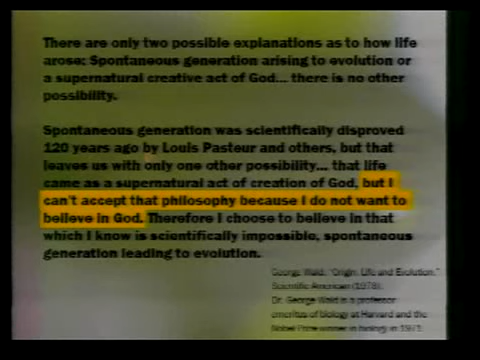 There are only two possible explanations as to how life
arose: Spontaneous generation arising to evolution or
a supernatural creative act of God... there is no other
possibility.
Spontaneous generation was scientifically disproved
120 years ago by Louis Pasteur and others, but that
leaves us with only one other possibility... that life
came as a supernatural act of creation of God, but I
can't accept that philosophy because I do not want to
believe in God. Therefore I choose to believe in that
which I know is scientifically impossible, spontaneous
generation leading to evolution.
George Wald, "Origin, Life and Evolution,"
Scientific American (1978).
Dr. George Wald is a professor
emeritus of biology at Harvard and the
Nobel Prize winner in biology in 1971.